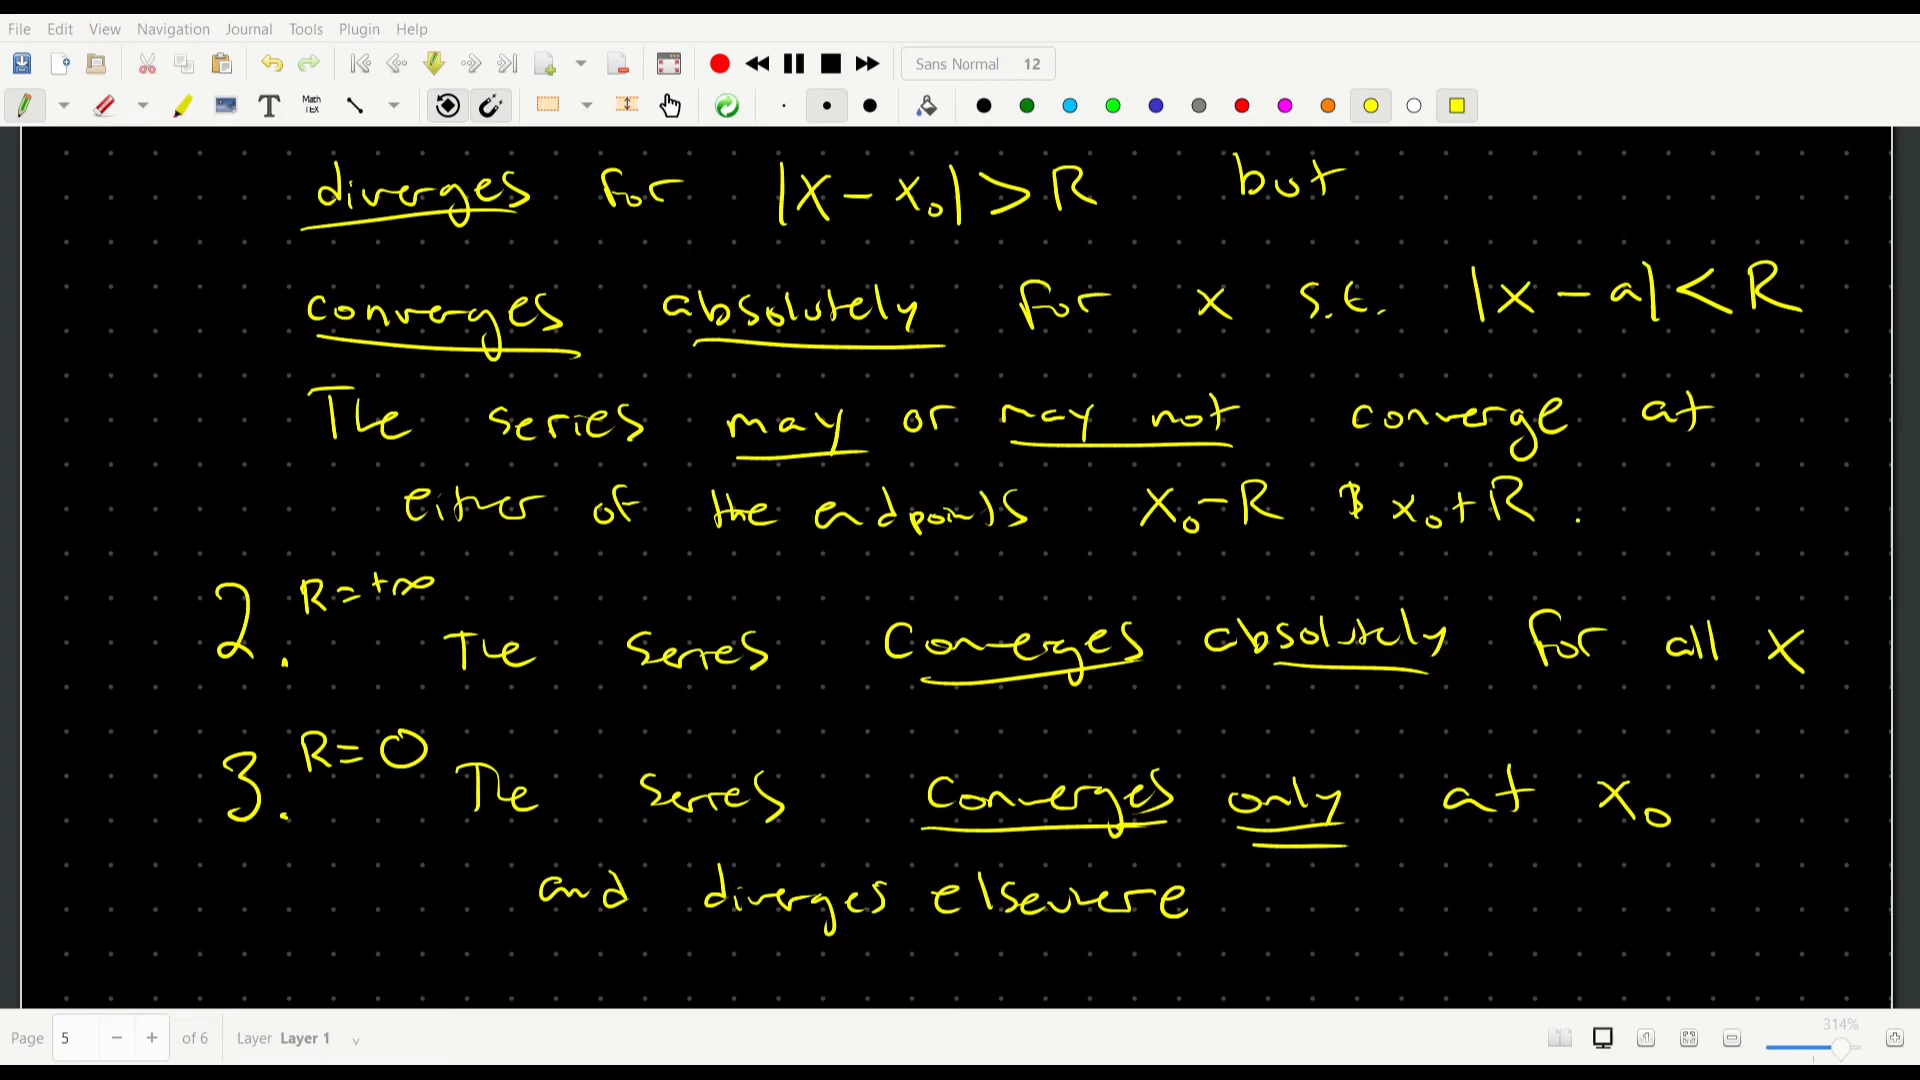 File Edit View Navigation Journal Tools Plugin Help
Sans Normal 12
Math TEX
diverges for |x - x₀| > R but
converges absolutely for x s.t. |x - a| < R
The series may or may not converge at
either of the endpoints x₀-R & x₀+R.
2. R=+∞ The series converges absolutely for all x
3. R=0 The series converges only at x₀
and diverges elsewhere
Page 5 of 6 Layer Layer 1 314%